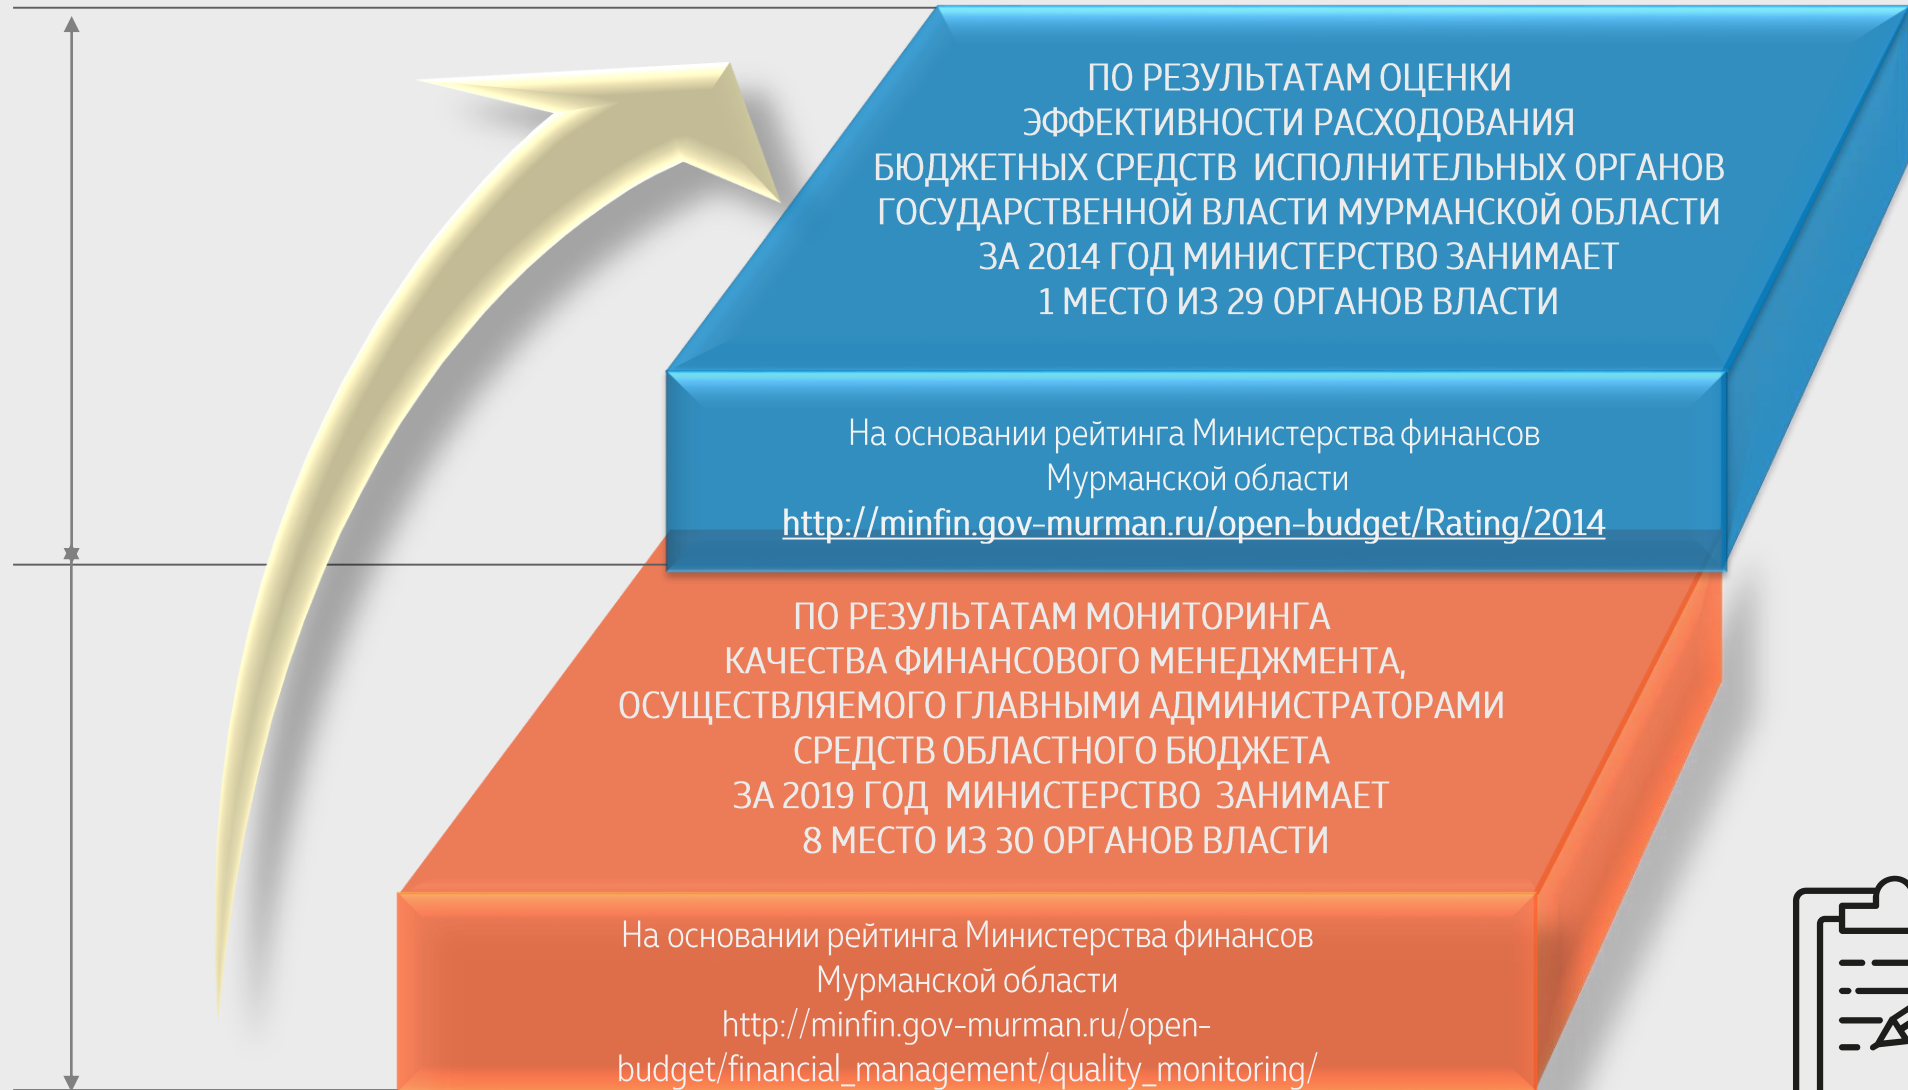 ПО РЕЗУЛЬТАТАМ ОЦЕНКИ
ЭФФЕКТИВНОСТИ РАСХОДОВАНИЯ
БЮДЖЕТНЫХ СРЕДСТВ ИСПОЛНИТЕЛЬНЫХ ОРГАНОВ
ГОСУДАРСТВЕННОЙ ВЛАСТИ МУРМАНСКОЙ ОБЛАСТИ
ЗА 2014 ГОД МИНИСТЕРСТВО ЗАНИМАЕТ
1 МЕСТО ИЗ 29 ОРГАНОВ ВЛАСТИ
На основании рейтинга Министерства финансов
Мурманской области
http://minfin.gov-murman.ru/open-budget/Rating/2014
ПО РЕЗУЛЬТАТАМ МОНИТОРИНГА
КАЧЕСТВА ФИНАНСОВОГО МЕНЕДЖМЕНТА,
ОСУЩЕСТВЛЯЕМОГО ГЛАВНЫМИ АДМИНИСТРАТОРАМИ
СРЕДСТВ ОБЛАСТНОГО БЮДЖЕТА
ЗА 2019 ГОД МИНИСТЕРСТВО ЗАНИМАЕТ
8 МЕСТО ИЗ 30 ОРГАНОВ ВЛАСТИ
На основании рейтинга Министерства финансов
Мурманской области
http://minfin.gov-murman.ru/open-
budget/financial_management/quality_monitoring/